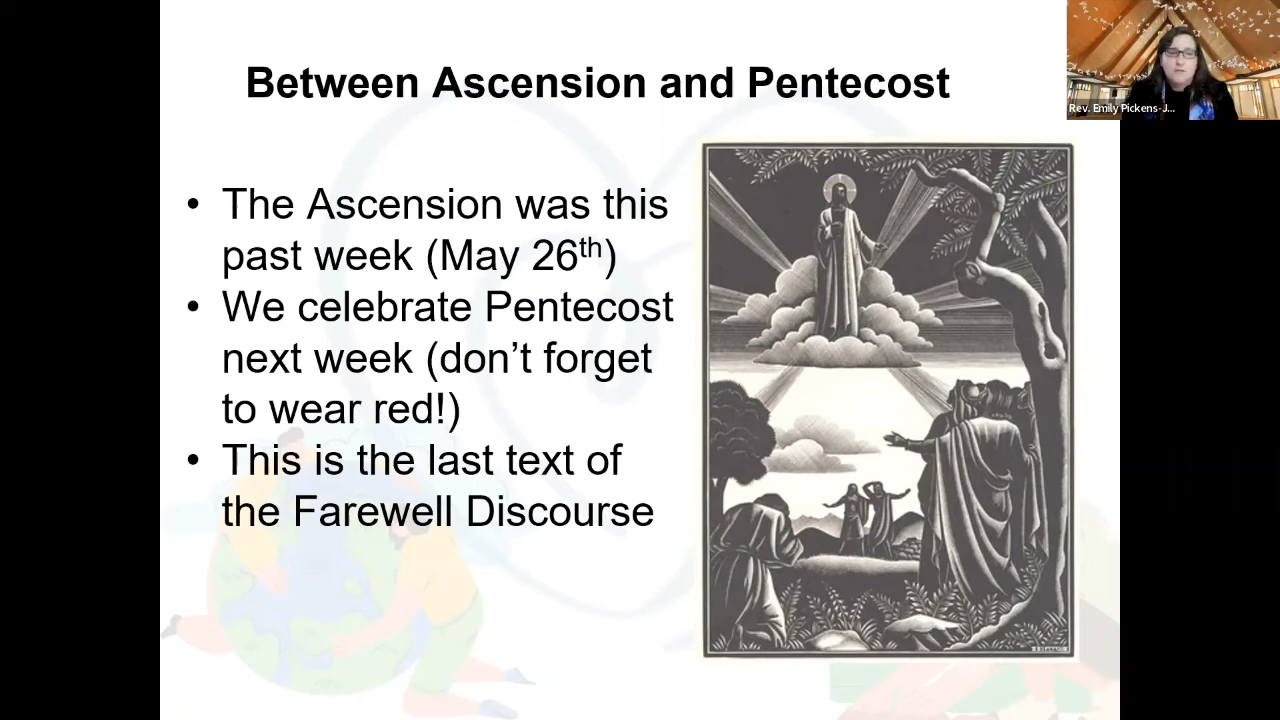 Between Ascension and Pentecost
Rev. Emily Pickens-J...
• The Ascension was this
past week (May 26th)
• We celebrate Pentecost
next week (don’t forget
to wear red!)
• This is the last text of
the Farewell Discourse